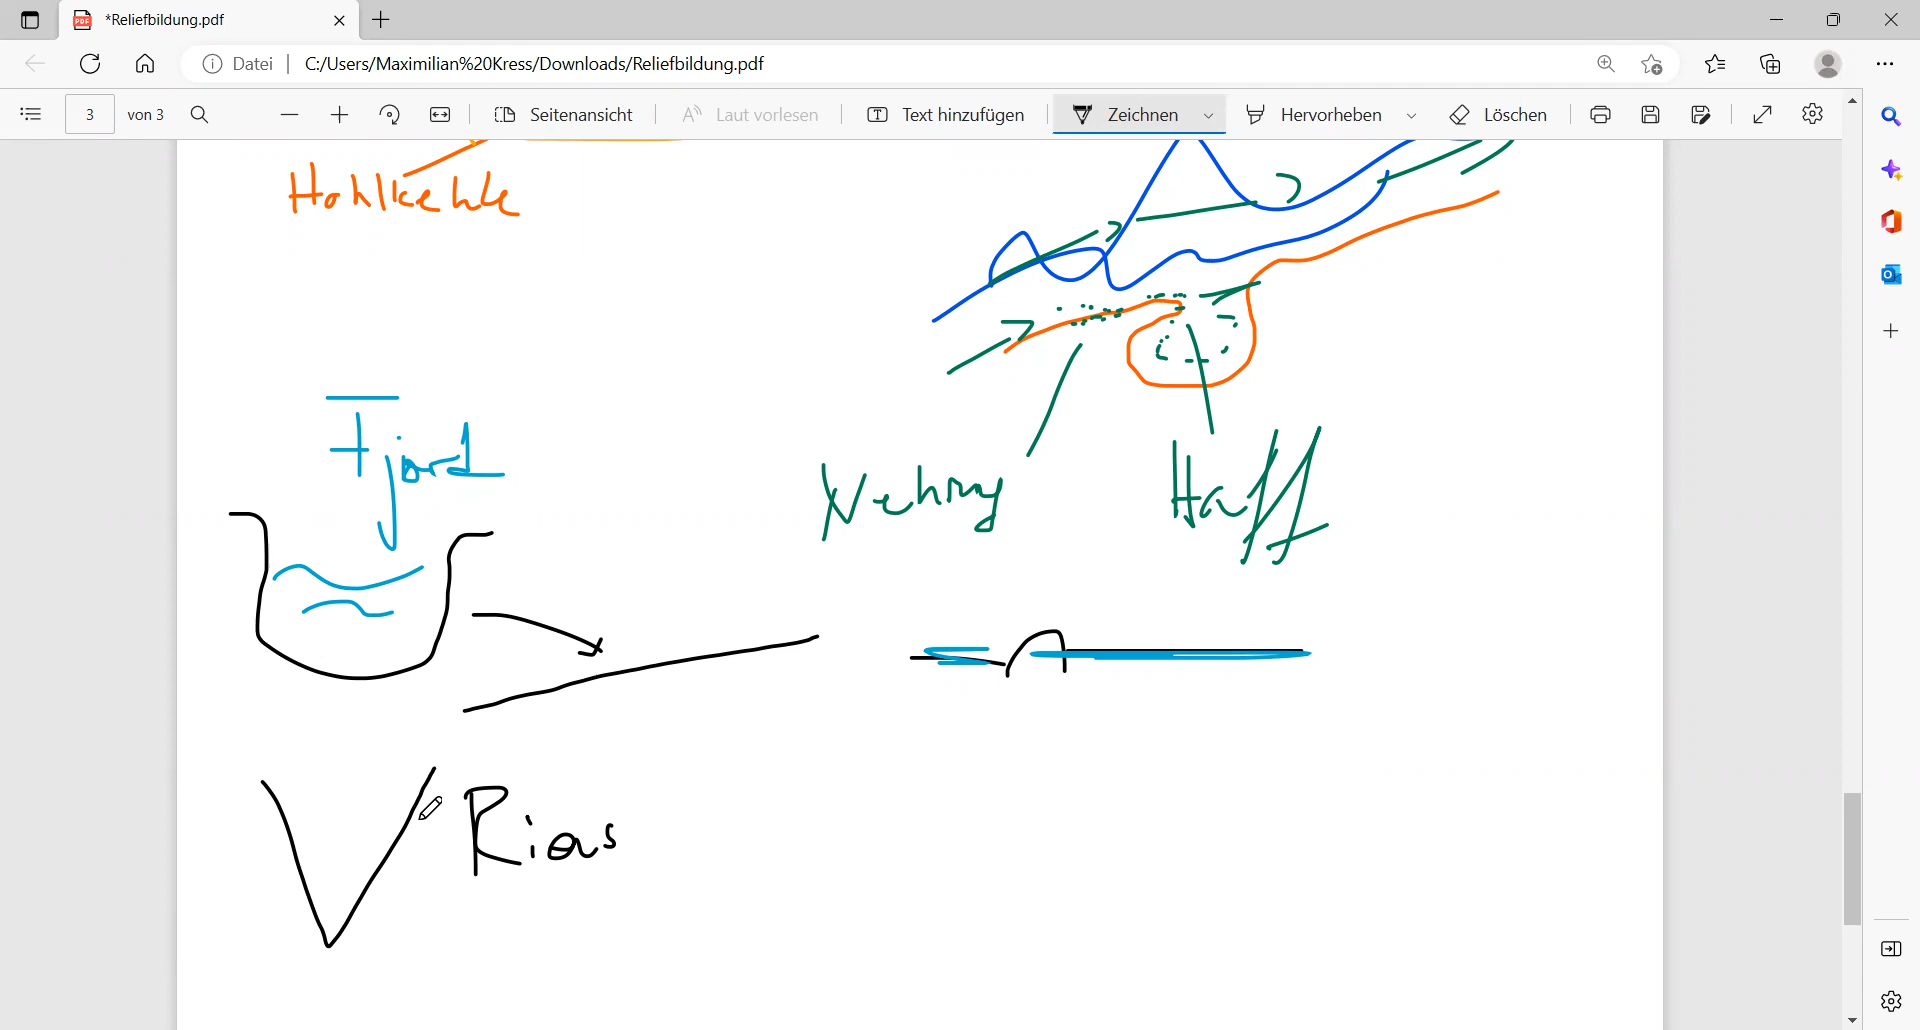 *Reliefbildung.pdf
Datei
C:/Users/Maximilian%20Kress/Downloads/Reliefbildung.pdf
3 von 3
Seitenansicht
Laut vorlesen
Text hinzufügen
Zeichnen
Hervorheben
Löschen
Hohlkehle
Fjord
Nehrung
Haff
Rias